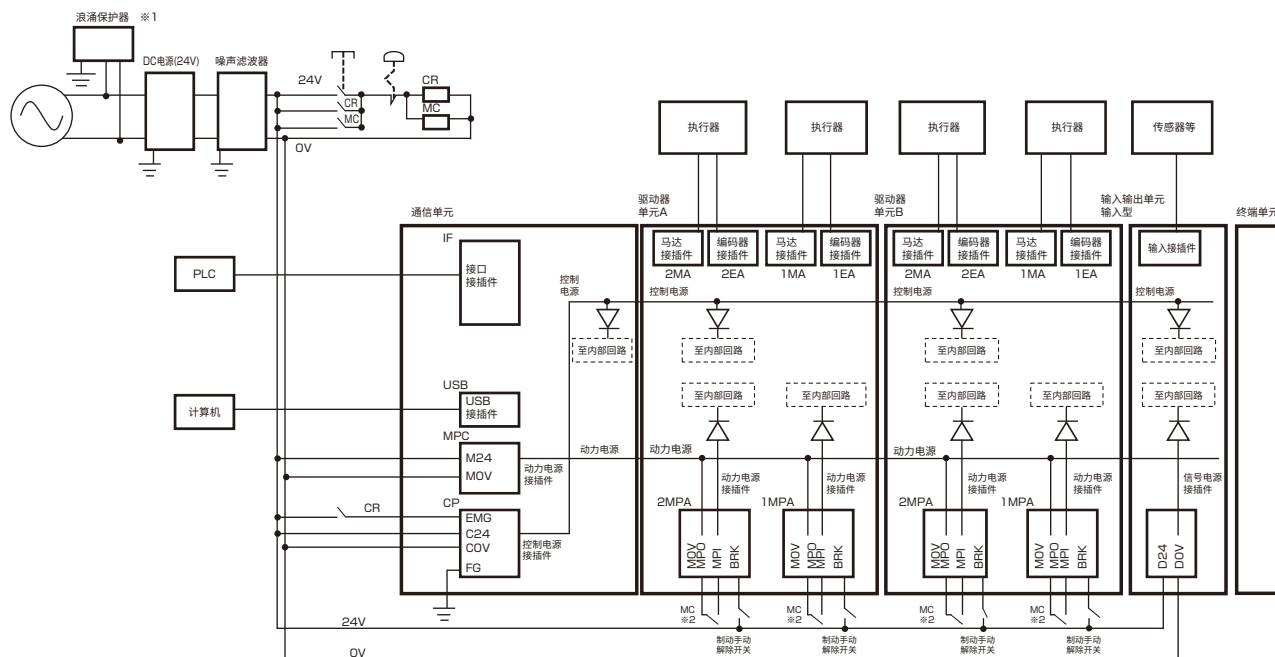 浪涌保护器 ※1
DC电源(24V)
噪声滤波器
24V
CR
CR
MC
MC
0V
执行器
执行器
执行器
执行器
传感器等
通信单元
驱动器
单元A
驱动器
单元B
输入输出单元
输入型
终端单元
IF
接口
接插件
马达
接插件
编码器
接插件
马达
接插件
编码器
接插件
马达
接插件
编码器
接插件
马达
接插件
编码器
接插件
输入接插件
2MA
2EA
1MA
1EA
2MA
2EA
1MA
1EA
PLC
控制
电源
控制电源
控制电源
控制电源
至内部回路
至内部回路
至内部回路
至内部回路
计算机
USB
USB
接插件
至内部回路
至内部回路
至内部回路
至内部回路
至内部回路
MPC
M24
MOV
动力电源
接插件
动力电源
动力电源
动力电源
动力电源
接插件
动力电源
接插件
动力电源
接插件
动力电源
接插件
信号电源
接插件
CR
CP
EMG
C24
COV
FG
控制电源
接插件
2MPA
1MPA
2MPA
1MPA
MOV
MPO
MPI
BRK
MOV
MPO
MPI
BRK
MOV
MPO
MPI
BRK
MOV
MPO
MPI
BRK
D24
DOV
MC
※2
MC
※2
MC
※2
MC
※2
24V
制动手动
解除开关
制动手动
解除开关
制动手动
解除开关
制动手动
解除开关
0V